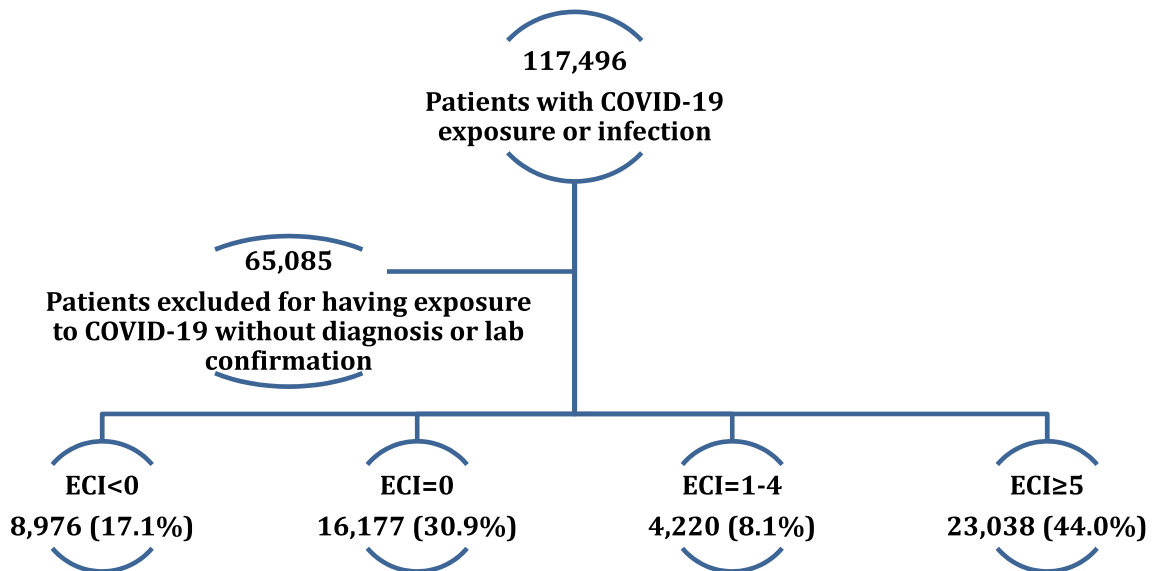 117,496
Patients with COVID-19
exposure or infection
65,085
Patients excluded for having exposure
to COVID-19 without diagnosis or lab
confirmation
ECI<0
8,976 (17.1%)
ECI=0
16,177 (30.9%)
ECI=1-4
4,220 (8.1%)
ECI≥5
23,038 (44.0%)